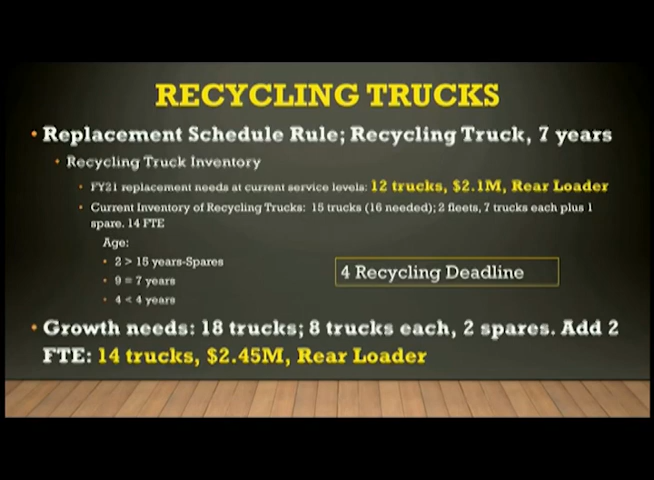 RECYCLING TRUCKS
• Replacement Schedule Rule; Recycling Truck, 7 years
• Recycling Truck Inventory
• FY21 replacement needs at current service levels: 12 trucks, $2.1M, Rear Loader
• Current Inventory of Recycling Trucks: 15 trucks (16 needed); 2 fleets, 7 trucks each plus 1
spare. 14 FTE
Age:
• 2 > 15 years-Spares
• 9 = 7 years
• 4 < 4 years
4 Recycling Deadline
• Growth needs: 18 trucks; 8 trucks each, 2 spares. Add 2
FTE: 14 trucks, $2.45M, Rear Loader